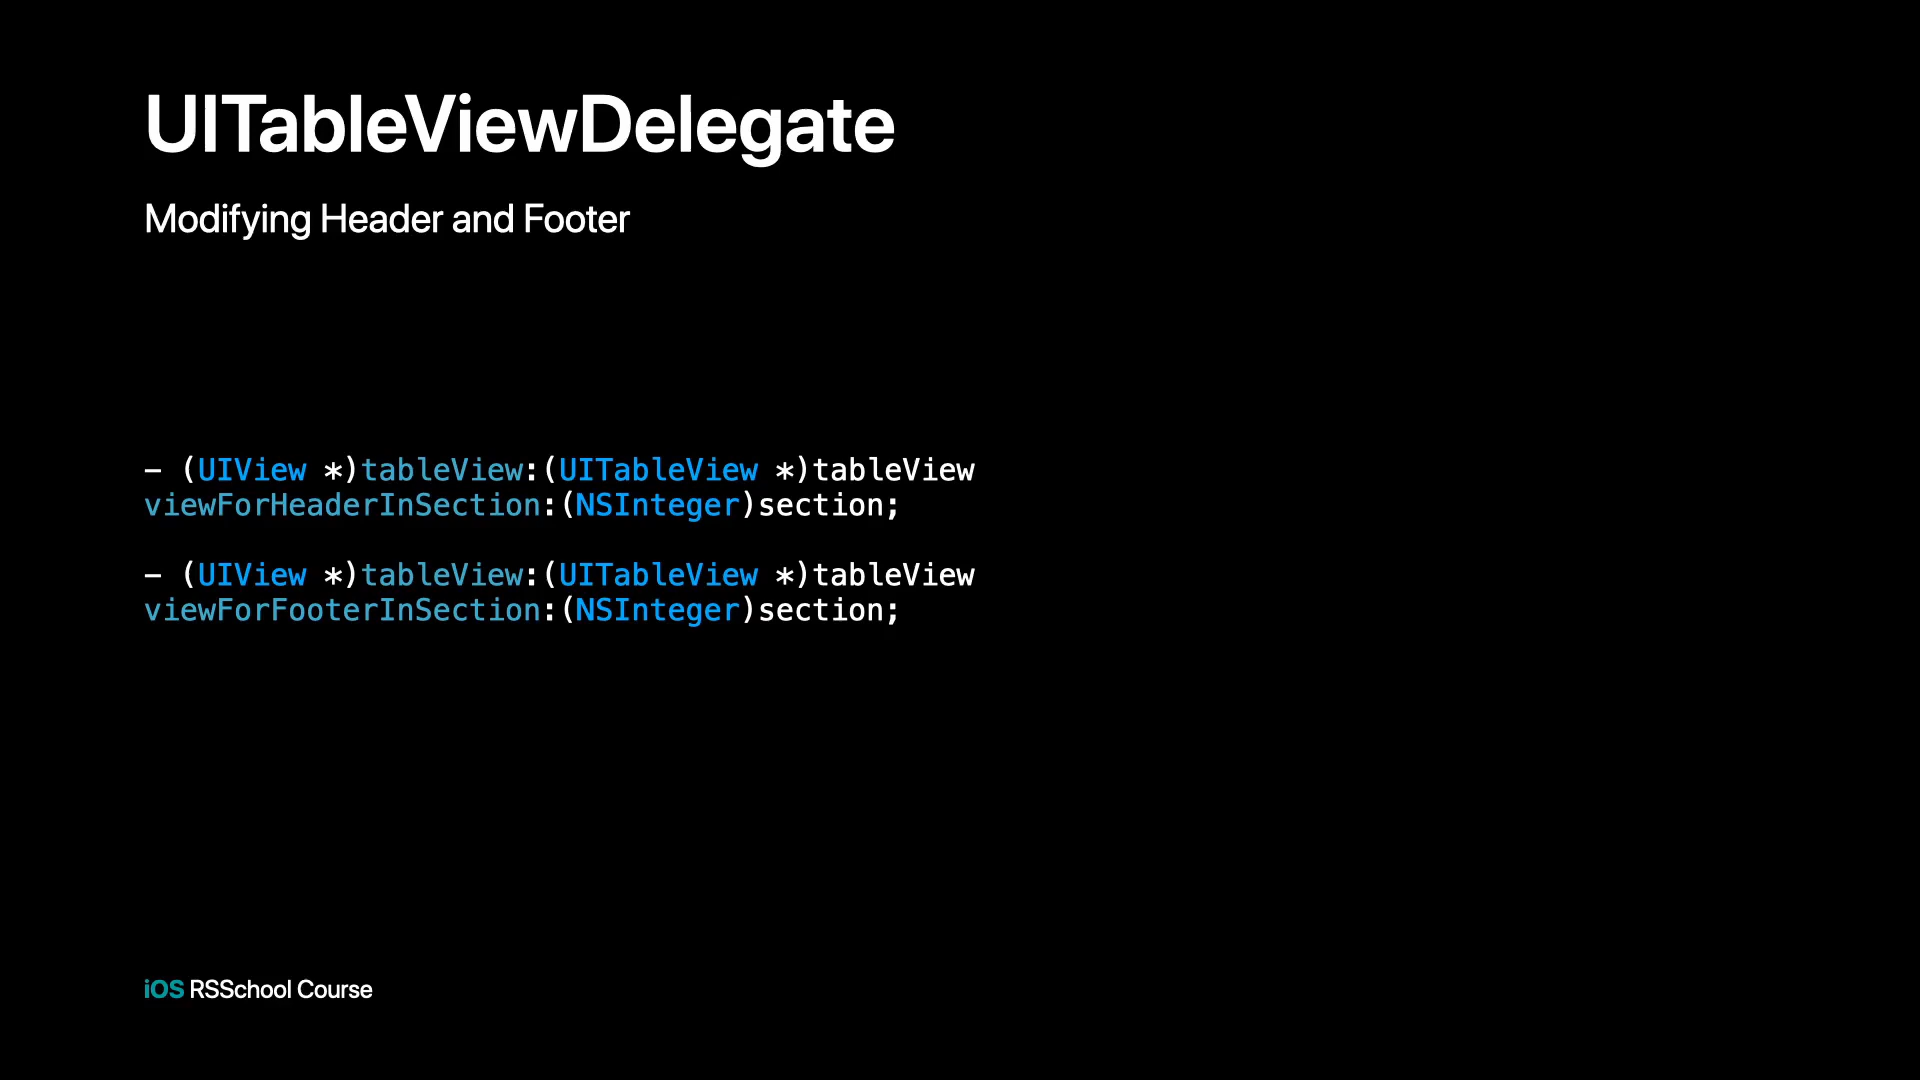 UITableViewDelegate
Modifying Header and Footer
- (UIView *)tableView:(UITableView *)tableView
viewForHeaderInSection:(NSInteger)section;
- (UIView *)tableView:(UITableView *)tableView
viewForFooterInSection:(NSInteger)section;
iOS RSSchool Course